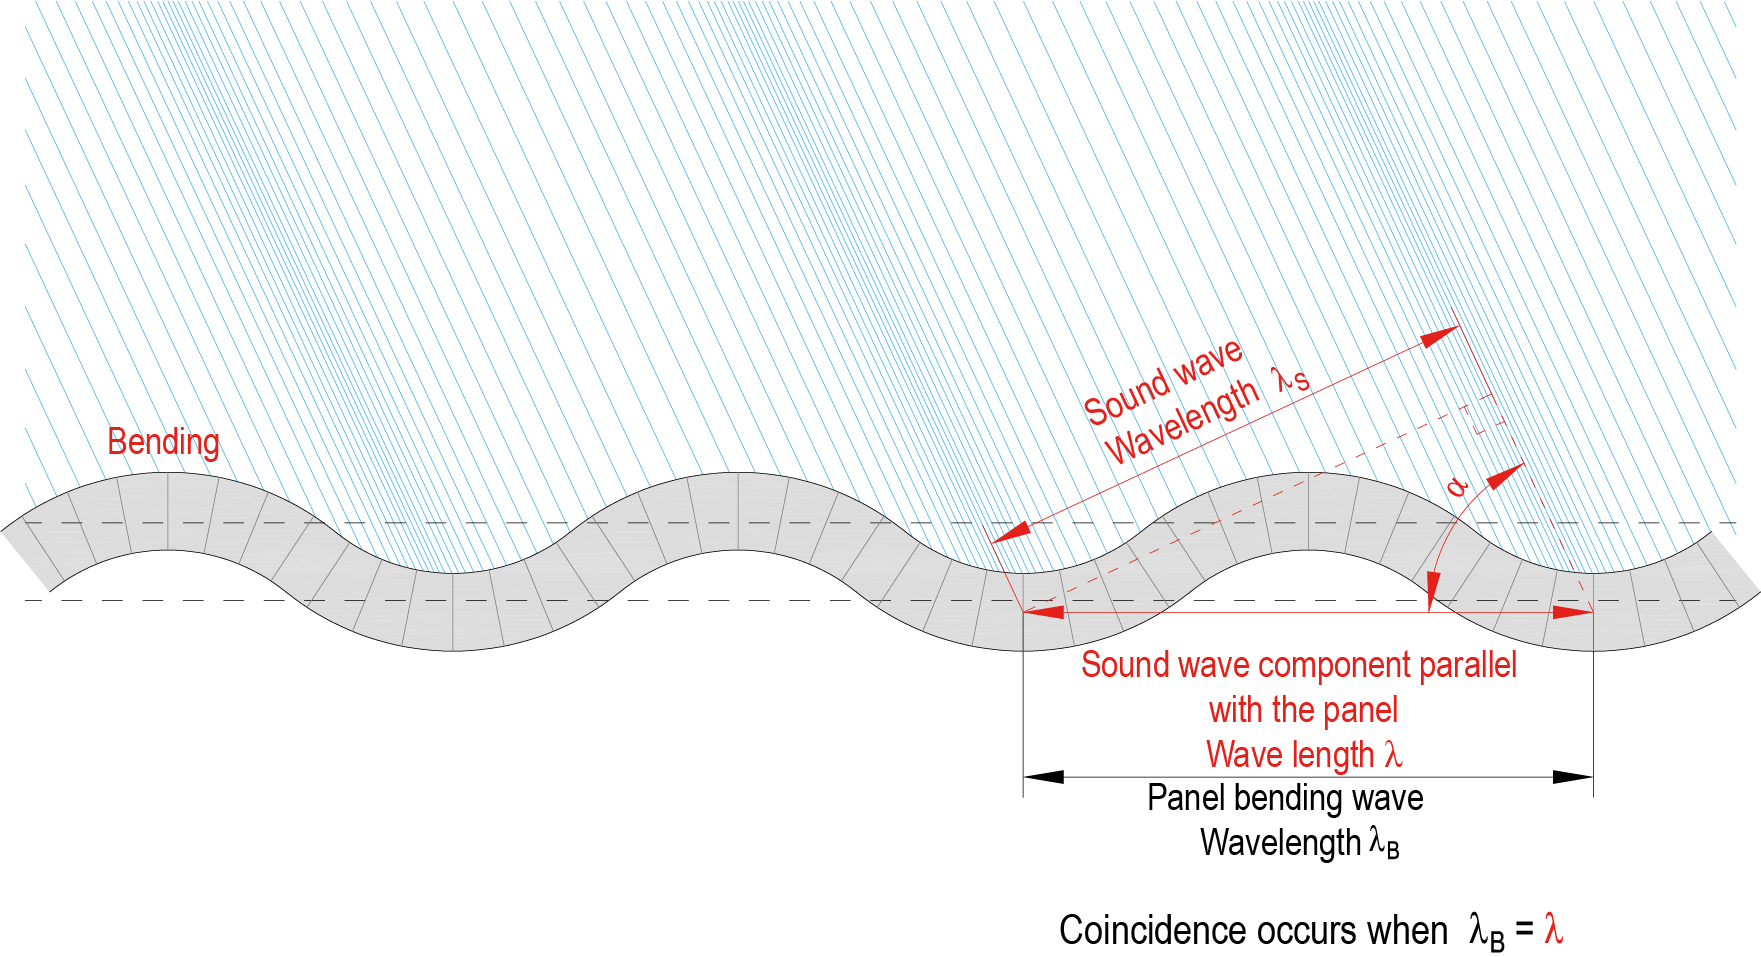 Bending
Sound wave
Wavelength λS
α
Sound wave component parallel
with the panel
Wave length λ
Panel bending wave
Wavelength λB
Coincidence occurs when λB = λ